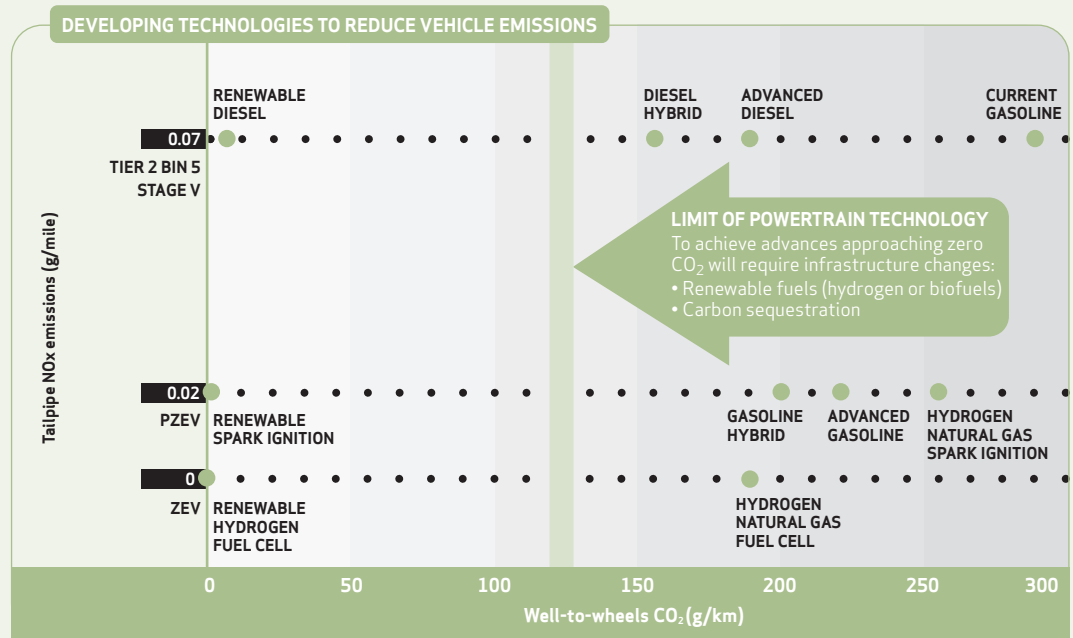 DEVELOPING TECHNOLOGIES TO REDUCE VEHICLE EMISSIONS
RENEWABLE
DIESEL
DIESEL
HYBRID
ADVANCED
DIESEL
CURRENT
GASOLINE
0.07
TIER 2 BIN 5
STAGE V
LIMIT OF POWERTRAIN TECHNOLOGY
To achieve advances approaching zero
CO₂ will require infrastructure changes:
• Renewable fuels (hydrogen or biofuels)
• Carbon sequestration
Tailpipe NOx emissions (g/mile)
0.02
PZEV
RENEWABLE
SPARK IGNITION
GASOLINE
HYBRID
ADVANCED
GASOLINE
HYDROGEN
NATURAL GAS
SPARK IGNITION
0
ZEV
RENEWABLE
HYDROGEN
FUEL CELL
HYDROGEN
NATURAL GAS
FUEL CELL
0 50 100 150 200 250 300
Well-to-wheels CO₂(g/km)